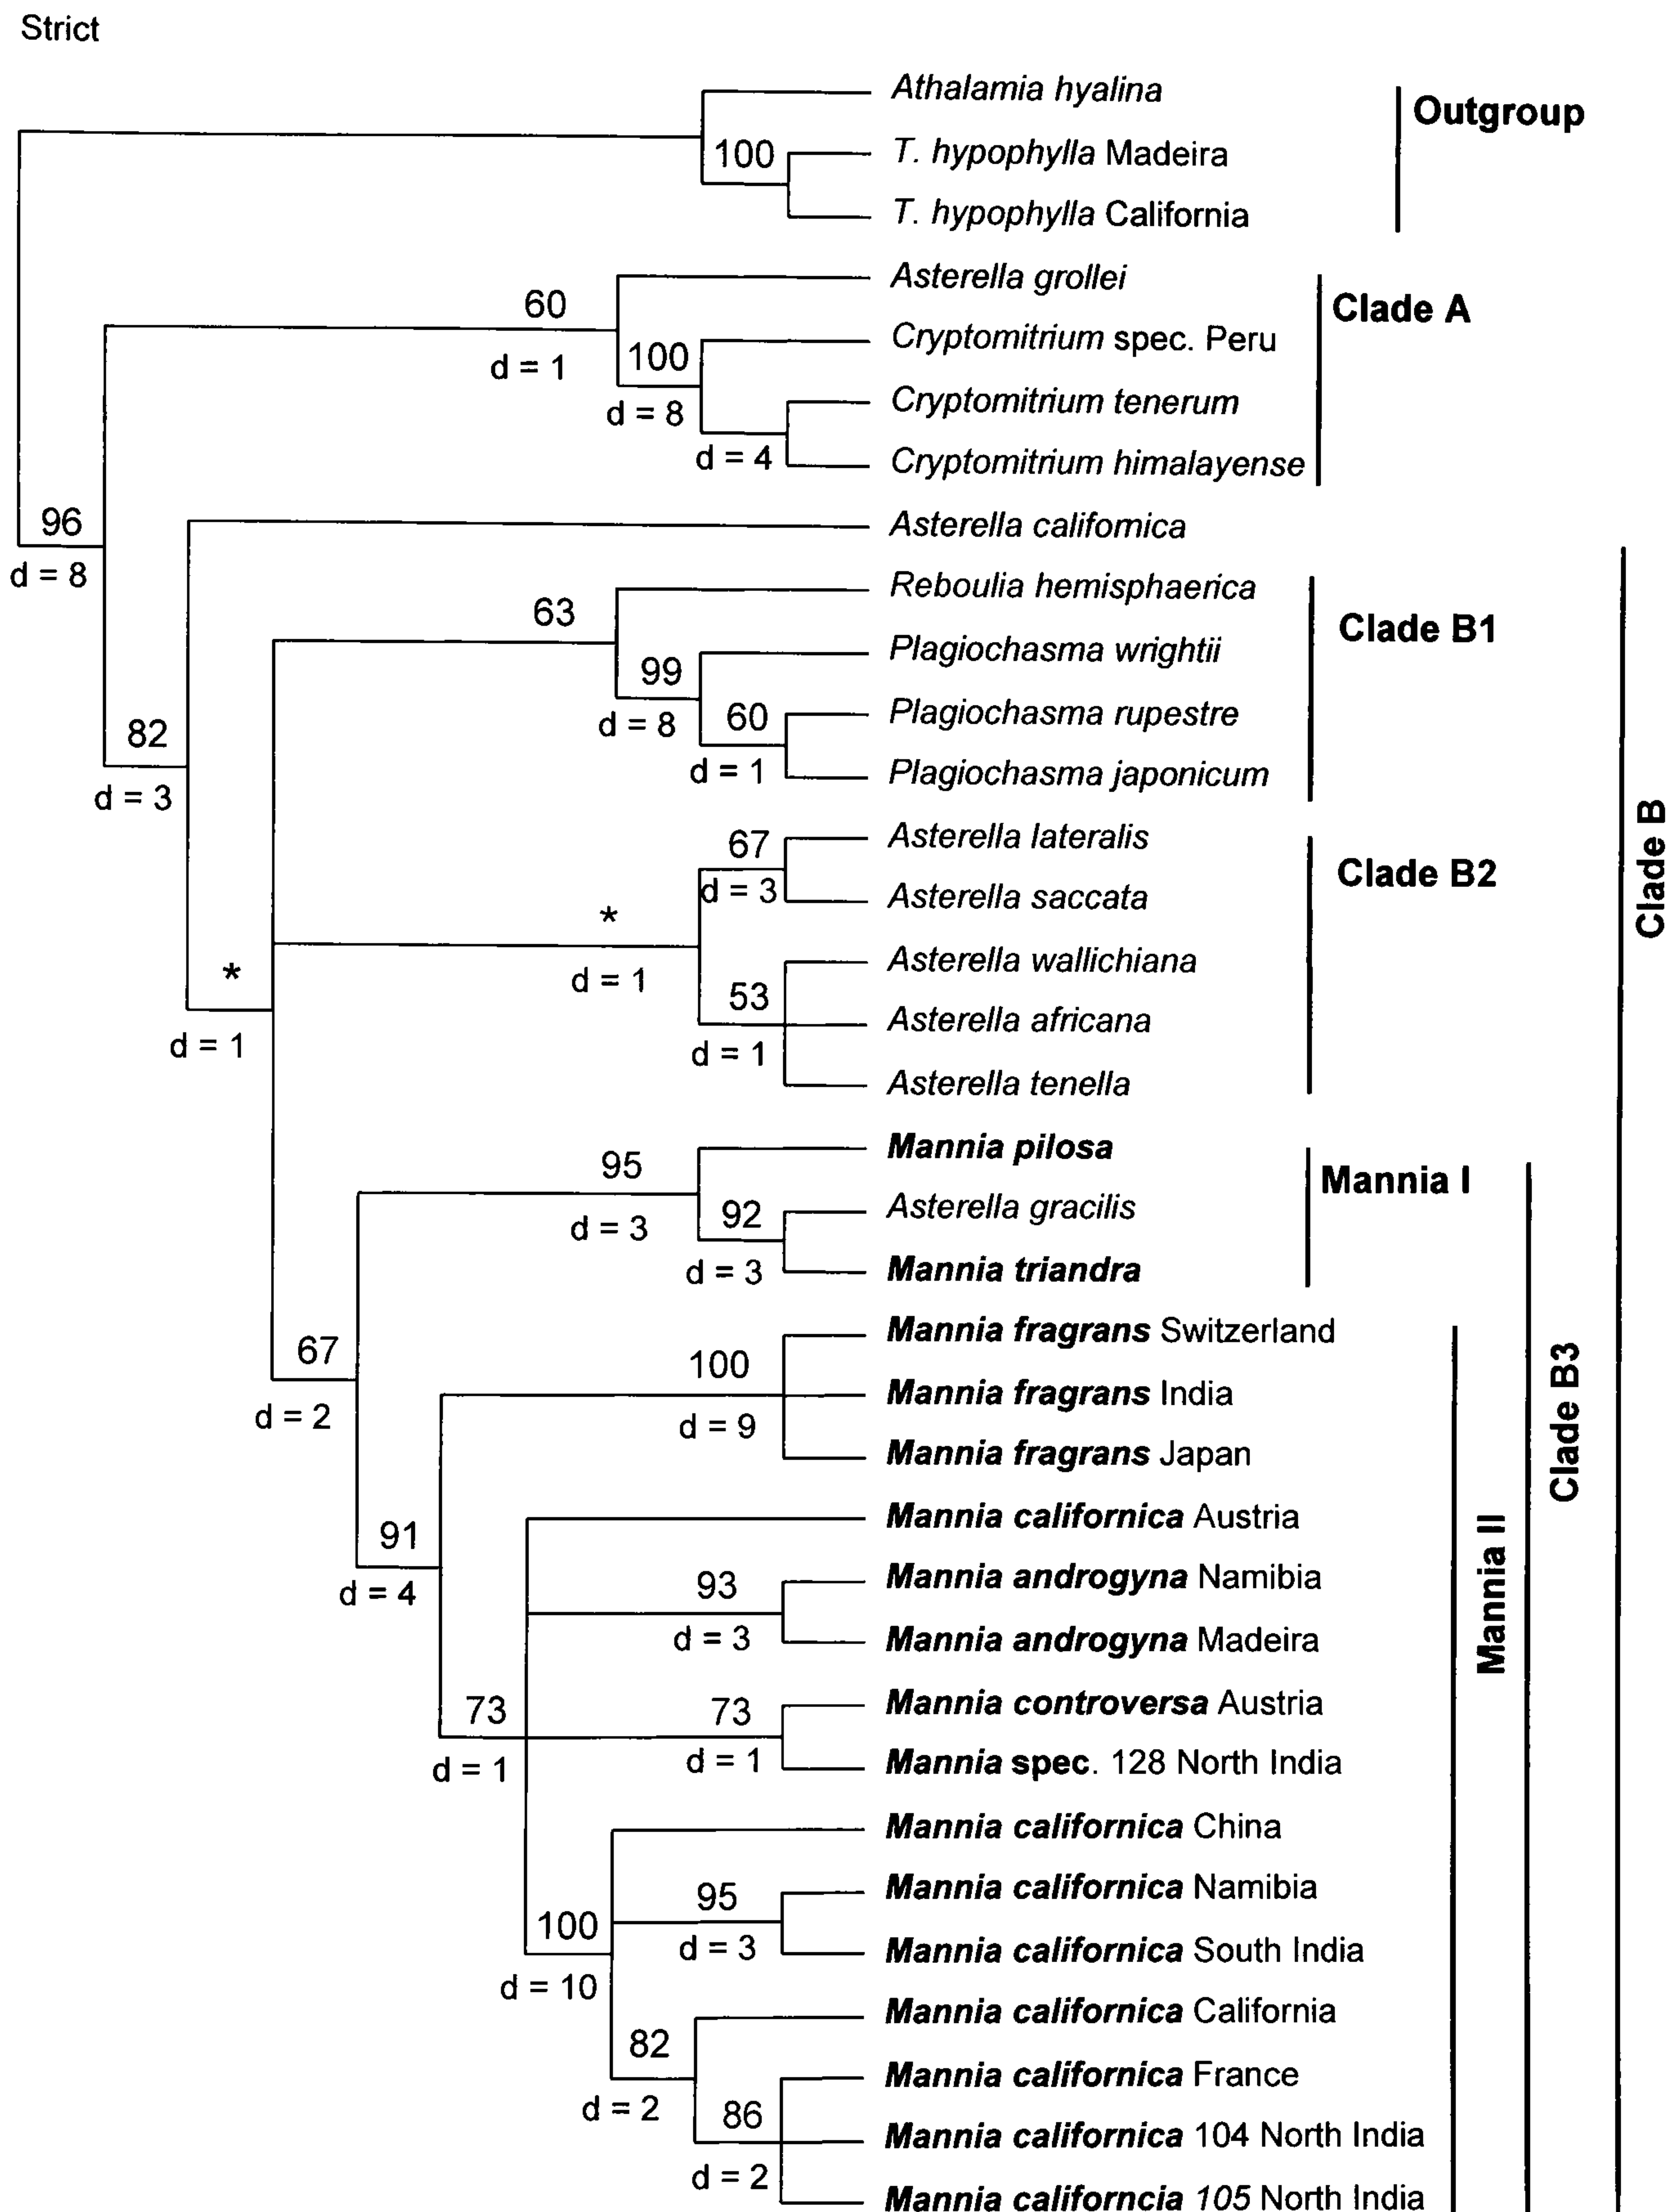 Strict
Athalamia hyalina
Outgroup
100
T. hypophylla Madeira
T. hypophylla California
Asterella grollei
60
Clade A
d = 1
100
Cryptomitrium spec. Peru
d = 8
Cryptomitrium tenerum
d = 4
Cryptomitrium himalayense
96
d = 8
Asterella californica
Reboulia hemisphaerica
63
Clade B1
99
Plagiochasma wrightii
d = 8
60
Plagiochasma rupestre
82
d = 3
d = 1
Plagiochasma japonicum
67
Asterella lateralis
d = 3
Clade B2
Clade B
Asterella saccata
*
d = 1
*
d = 1
Asterella wallichiana
53
Asterella africana
d = 1
Asterella tenella
Mannia pilosa
95
Mannia I
d = 3
92
Asterella gracilis
d = 3
Mannia triandra
67
d = 2
Mannia fragrans Switzerland
100
Mannia fragrans India
d = 9
Clade B3
Mannia fragrans Japan
91
d = 4
Mannia californica Austria
93
Mannia androgyna Namibia
Mannia II
d = 3
Mannia androgyna Madeira
73
d = 1
73
Mannia controversa Austria
d = 1
Mannia spec. 128 North India
Mannia californica China
100
d = 10
95
Mannia californica Namibia
d = 3
Mannia californica South India
82
d = 2
Mannia californica California
Mannia californica France
86
Mannia californica 104 North India
d = 2
Mannia californcia 105 North India